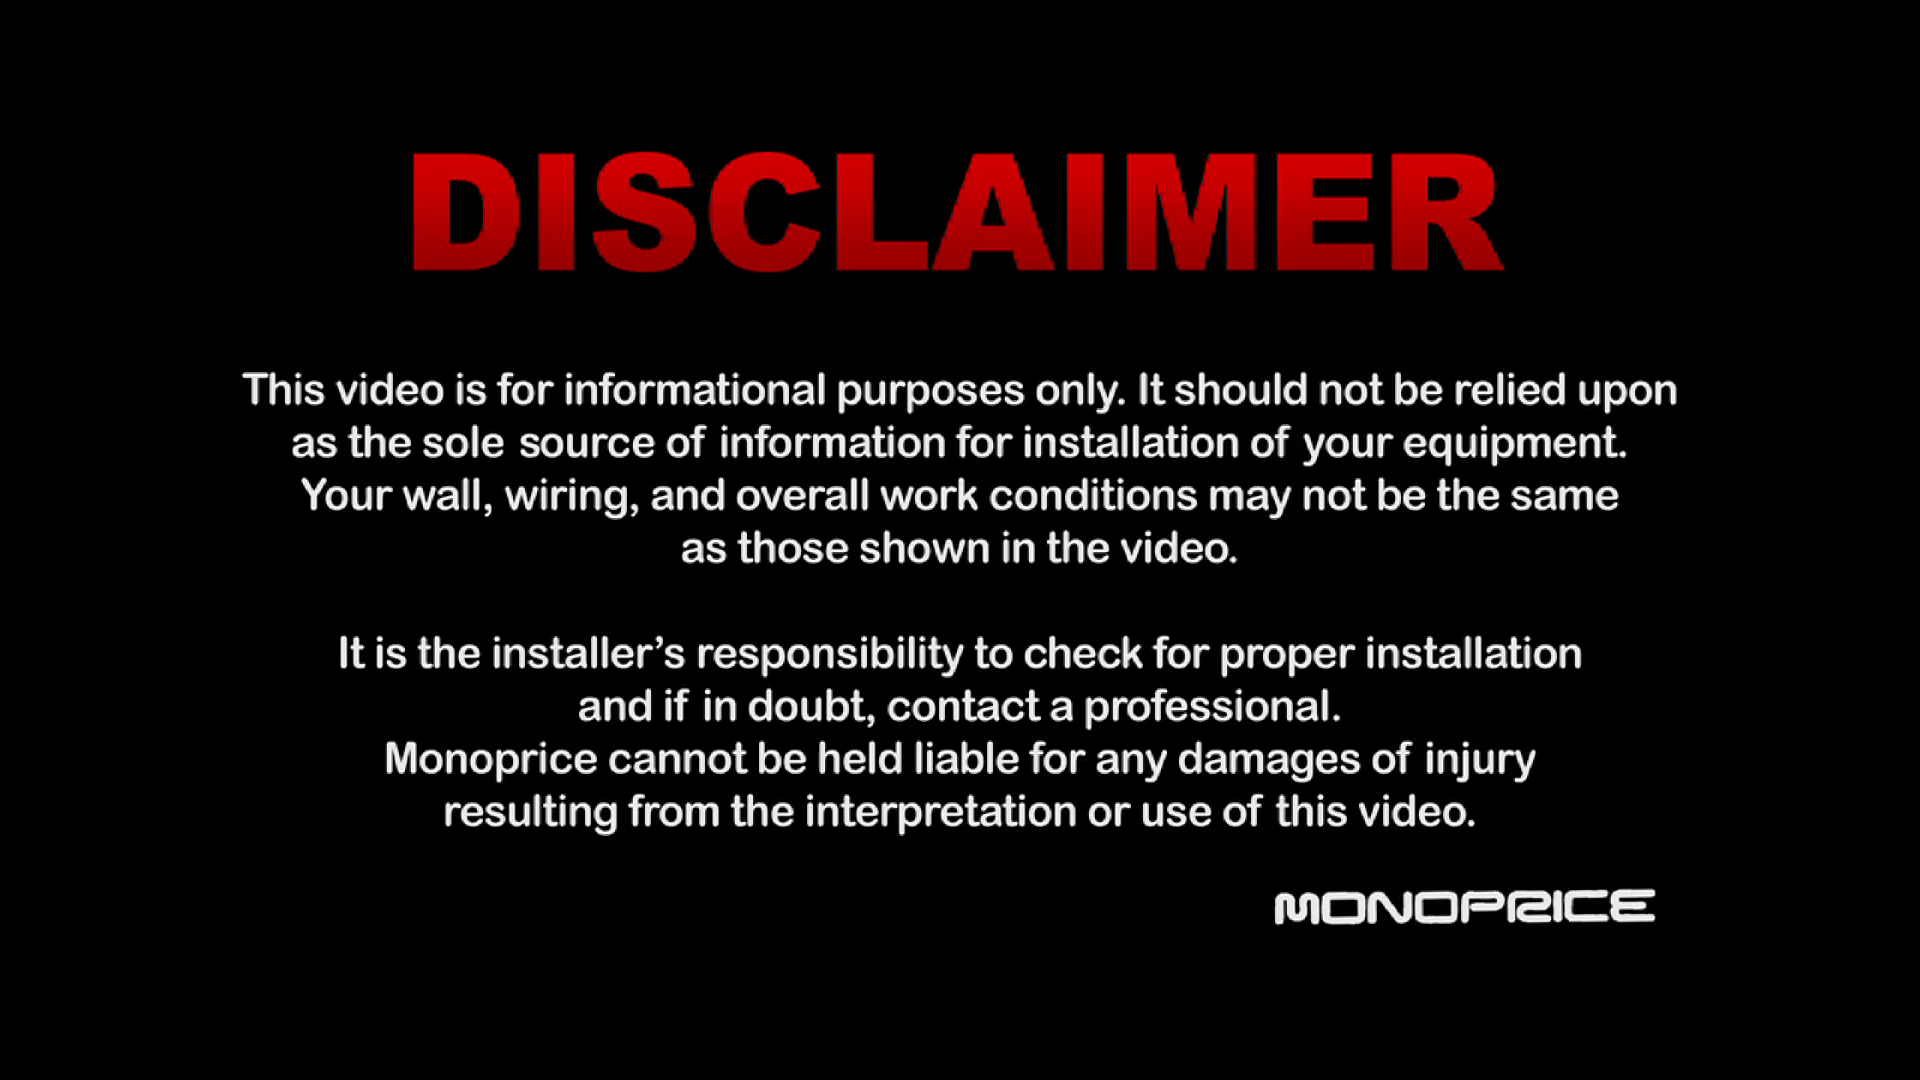 DISCLAIMER
This video is for informational purposes only. It should not be relied upon
as the sole source of information for installation of your equipment.
Your wall, wiring, and overall work conditions may not be the same
as those shown in the video.
It is the installer’s responsibility to check for proper installation
and if in doubt, contact a professional.
Monoprice cannot be held liable for any damages of injury
resulting from the interpretation or use of this video.
MONOPRICE